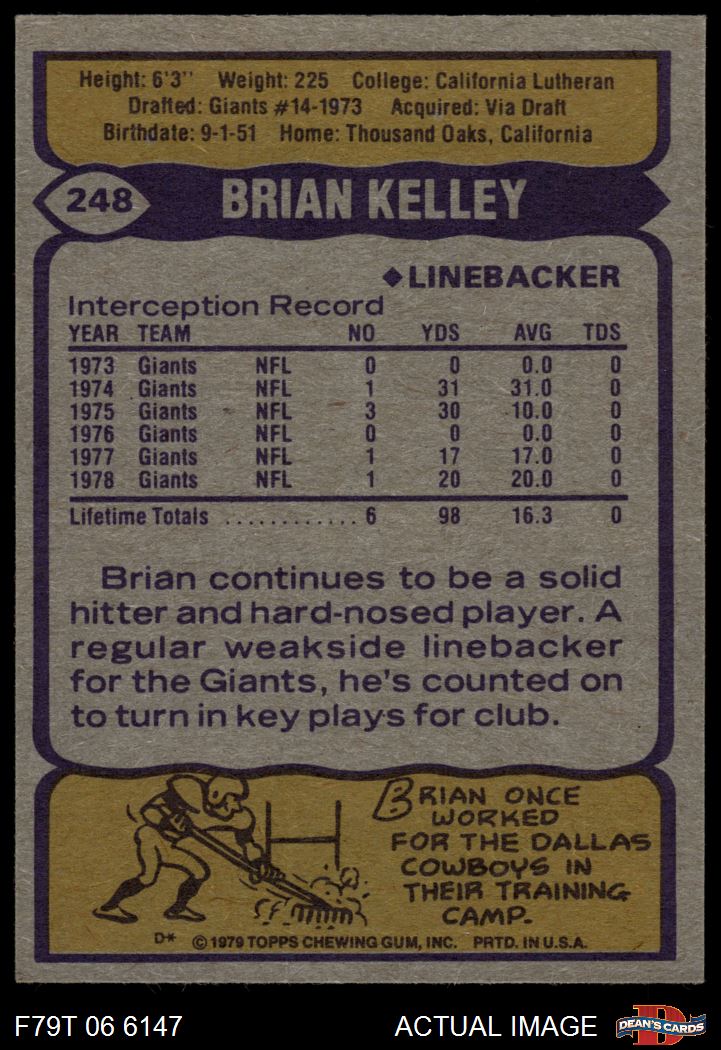 Height: 6'3" Weight: 225 College: California Lutheran
Drafted: Giants #14-1973 Acquired: Via Draft
Birthdate: 9-1-51 Home: Thousand Oaks, California
248 BRIAN KELLEY
◆LINEBACKER
Interception Record
YEAR TEAM NO YDS AVG TDS
1973 Giants NFL 0 0 0.0 0
1974 Giants NFL 1 31 31.0 0
1975 Giants NFL 3 30 10.0 0
1976 Giants NFL 0 0 0.0 0
1977 Giants NFL 1 17 17.0 0
1978 Giants NFL 1 20 20.0 0
Lifetime Totals ............ 6 98 16.3 0
Brian continues to be a solid
hitter and hard-nosed player. A
regular weakside linebacker
for the Giants, he's counted on
to turn in key plays for club.
BRIAN ONCE
WORKED
FOR THE DALLAS
COWBOYS IN
THEIR TRAINING
CAMP.
D* © 1979 TOPPS CHEWING GUM, INC. PRTD. IN U.S.A.
F79T 06 6147 ACTUAL IMAGE D DEAN'S CARDS